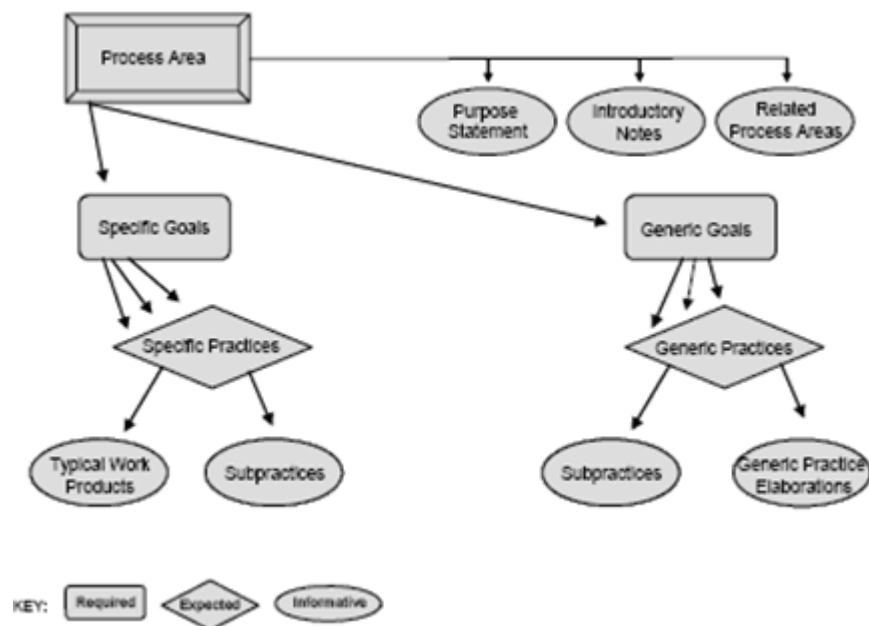 Process Area
Purpose
Statement
Introductory
Notes
Related
Process Areas
Specific Goals
Generic Goals
Specific Practices
Generic Practices
Typical Work
Products
Subpractices
Subpractices
Generic Practice
Elaborations
KEY:
Required
Expected
Informative